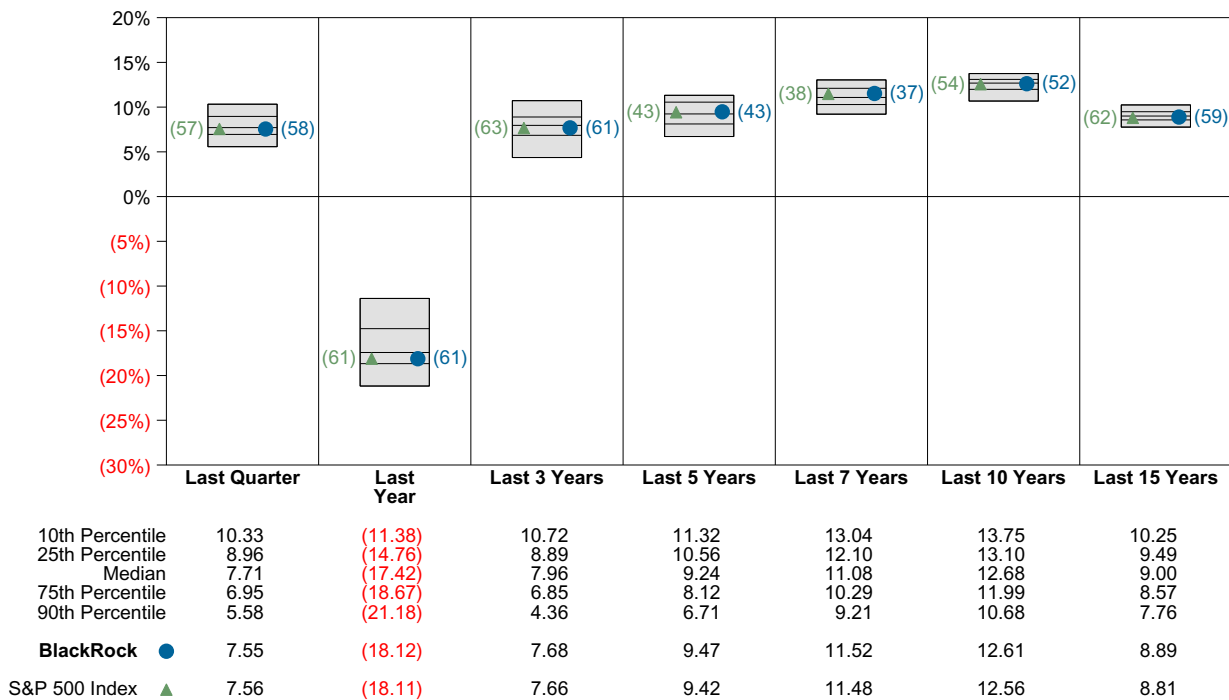 20%
15%
10%
5%
0%
(5%)
(10%)
(15%)
(20%)
(25%)
(30%)
(57) (58)
(61) (61)
(63) (61)
(43) (43)
(38) (37)
(54) (52)
(62) (59)
Last Quarter Last Year Last 3 Years Last 5 Years Last 7 Years Last 10 Years Last 15 Years
10th Percentile 10.33 (11.38) 10.72 11.32 13.04 13.75 10.25
25th Percentile 8.96 (14.76) 8.89 10.56 12.10 13.10 9.49
Median 7.71 (17.42) 7.96 9.24 11.08 12.68 9.00
75th Percentile 6.95 (18.67) 6.85 8.12 10.29 11.99 8.57
90th Percentile 5.58 (21.18) 4.36 6.71 9.21 10.68 7.76
BlackRock 7.55 (18.12) 7.68 9.47 11.52 12.61 8.89
S&P 500 Index 7.56 (18.11) 7.66 9.42 11.48 12.56 8.81